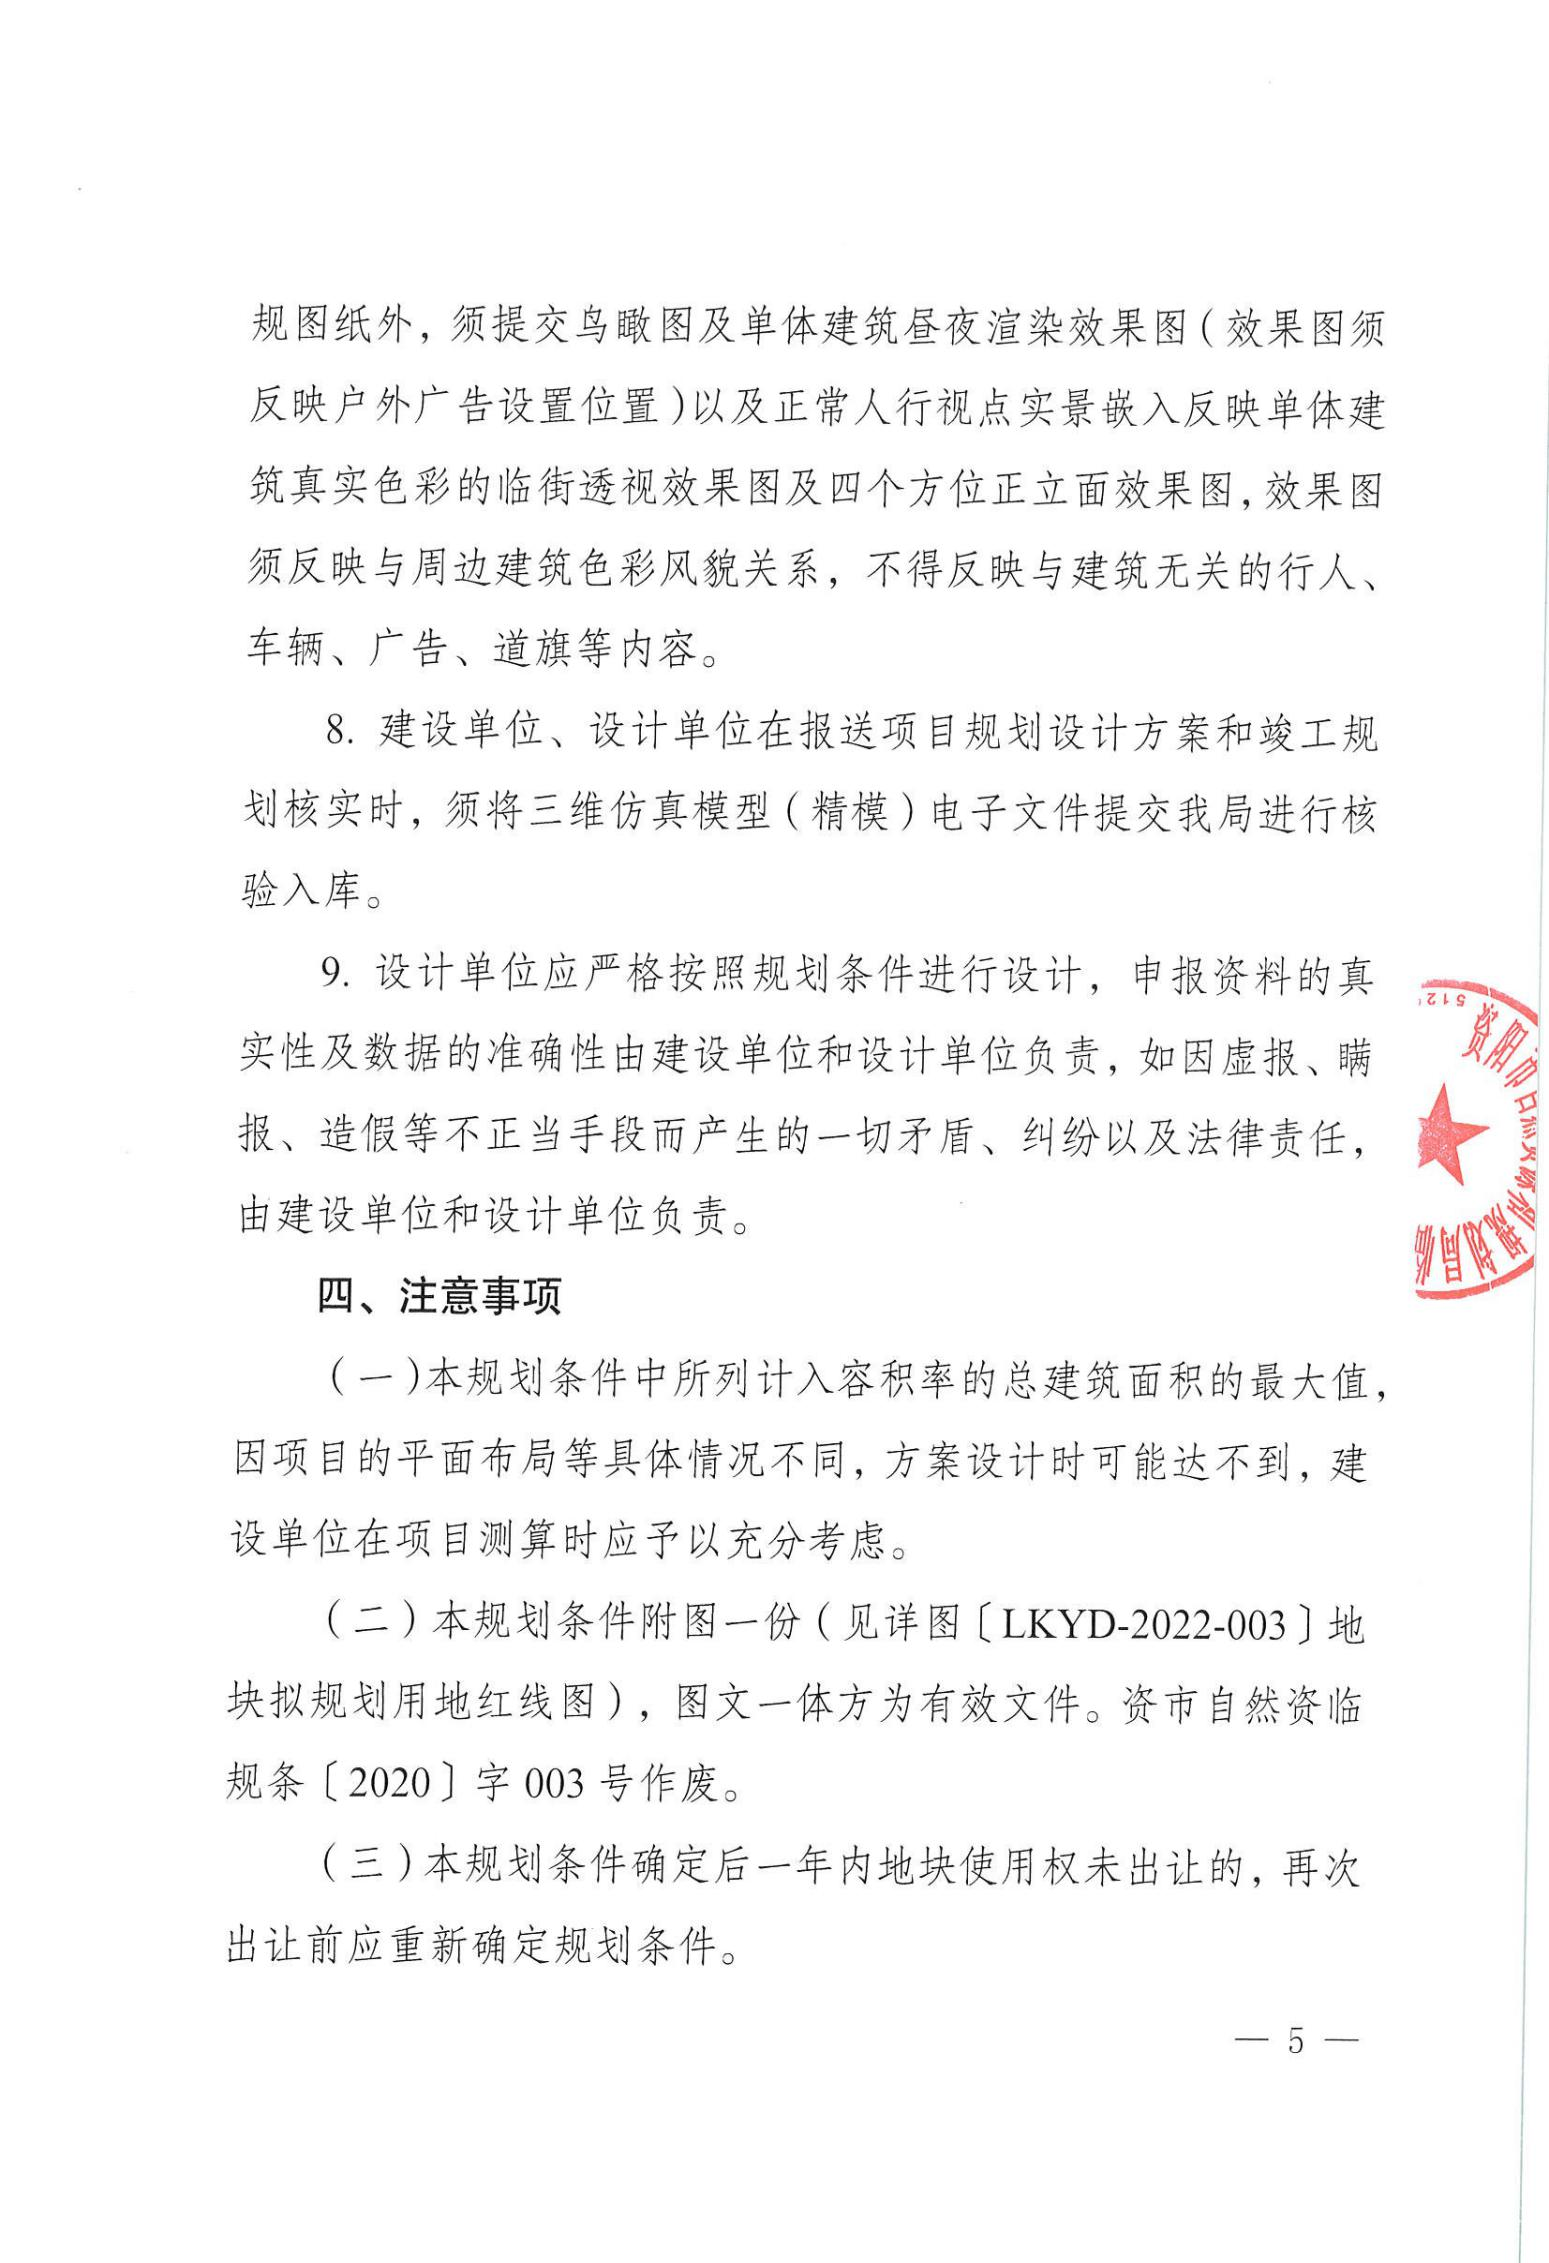 规图纸外，须提交鸟瞰图及单体建筑昼夜渲染效果图（效果图须
反映户外广告设置位置）以及正常人行视点实景嵌入反映单体建
筑真实色彩的临街透视效果图及四个方位正立面效果图，效果图
须反映与周边建筑色彩风貌关系，不得反映与建筑无关的行人、
车辆、广告、道旗等内容。
8. 建设单位、设计单位在报送项目规划设计方案和竣工规
划核实时，须将三维仿真模型（精模）电子文件提交我局进行核
验入库。
9. 设计单位应严格按照规划条件进行设计，申报资料的真
实性及数据的准确性由建设单位和设计单位负责，如因虚报、瞒
报、造假等不正当手段而产生的一切矛盾、纠纷以及法律责任，
由建设单位和设计单位负责。
四、注意事项
（一）本规划条件中所列计入容积率的总建筑面积的最大值，
因项目的平面布局等具体情况不同，方案设计时可能达不到，建
设单位在项目测算时应予以充分考虑。
（二）本规划条件附图一份（见详图〔LKYD-2022-003〕地
块拟规划用地红线图），图文一体方为有效文件。资市自然资临
规条〔2020〕字 003 号作废。
（三）本规划条件确定后一年内地块使用权未出让的，再次
出让前应重新确定规划条件。
— 5 —
资阳市自然资源和规划局临
512